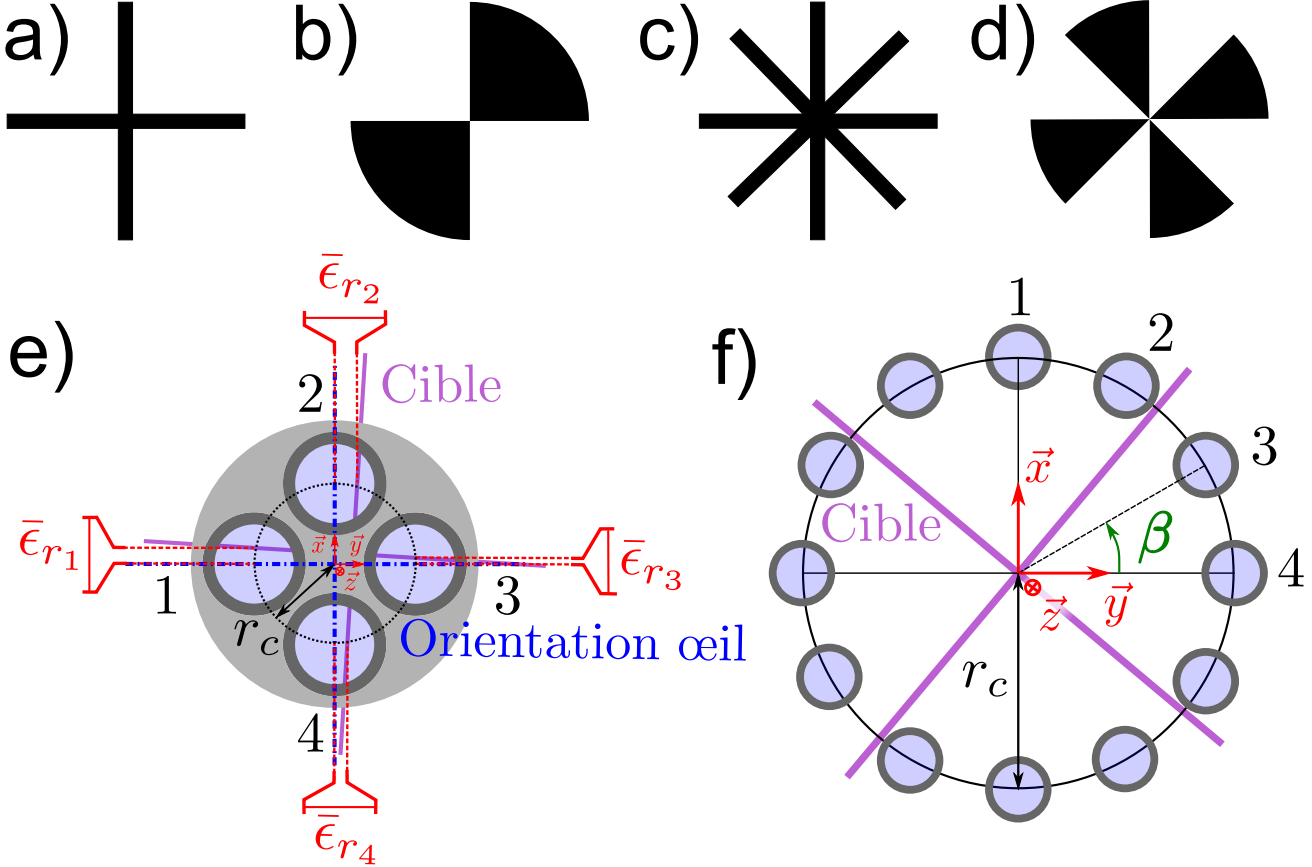 a)
b)
c)
d)
e)
ϵ̄r2
Cible
2
ϵ̄r1
1
x⃗
y⃗
z⃗
3
ϵ̄r3
rc
Orientation œil
4
ϵ̄r4
f)
1
2
3
x⃗
Cible
β
4
y⃗
z⃗
rc